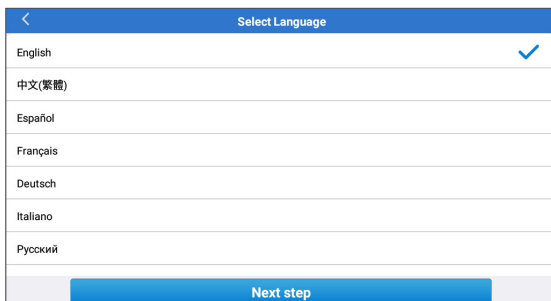 Select Language
English
中文(繁體)
Español
Français
Deutsch
Italiano
Русский
Next step